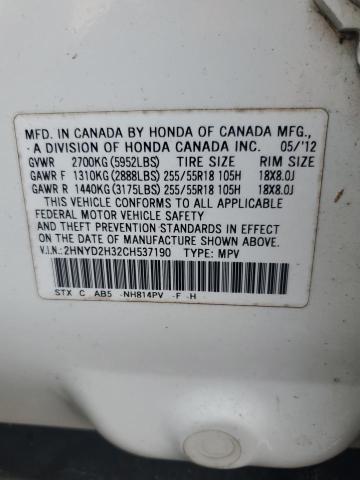 MFD. IN CANADA BY HONDA OF CANADA MFG.,
A DIVISION OF HONDA CANADA INC. 05/'12
GVWR 2700KG (5952LBS) TIRE SIZE RIM SIZE
GAWR F 1310KG (2888LBS) 255/55R18 105H 18X8.0J
GAWR R 1440KG (3175LBS) 255/55R18 105H 18X8.0J
THIS VEHICLE CONFORMS TO ALL APPLICABLE
FEDERAL MOTOR VEHICLE SAFETY
AND THEFT PREVENTION STANDARDS IN EFFECT
ON THE DATE OF MANUFACTURE SHOWN ABOVE.
V.I.N.: 2HNYD2H32CH537190 TYPE: MPV
STX C AB5 -NH814PV -F -H